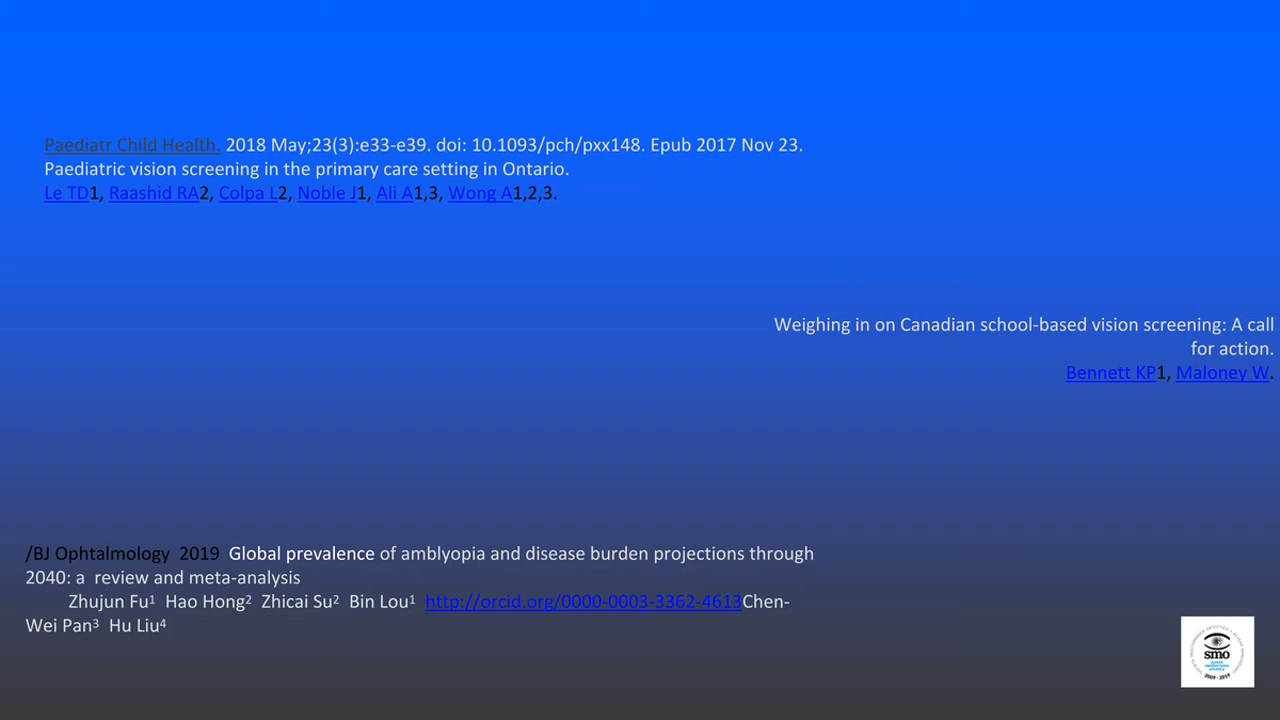 Paediatr Child Health. 2018 May;23(3):e33-e39. doi: 10.1093/pch/pxx148. Epub 2017 Nov 23.
Paediatric vision screening in the primary care setting in Ontario.
Le TD1, Raashid RA2, Colpa L2, Noble J1, Ali A1,3, Wong A1,2,3.
Weighing in on Canadian school-based vision screening: A call
for action.
Bennett KP1, Maloney W.
/BJ Ophtalmology 2019 Global prevalence of amblyopia and disease burden projections through
2040: a review and meta-analysis
Zhujun Fu¹ Hao Hong² Zhicai Su² Bin Lou¹ http://orcid.org/0000-0003-3362-4613Chen-
Wei Pan³ Hu Liu⁴
smo
2009-2019